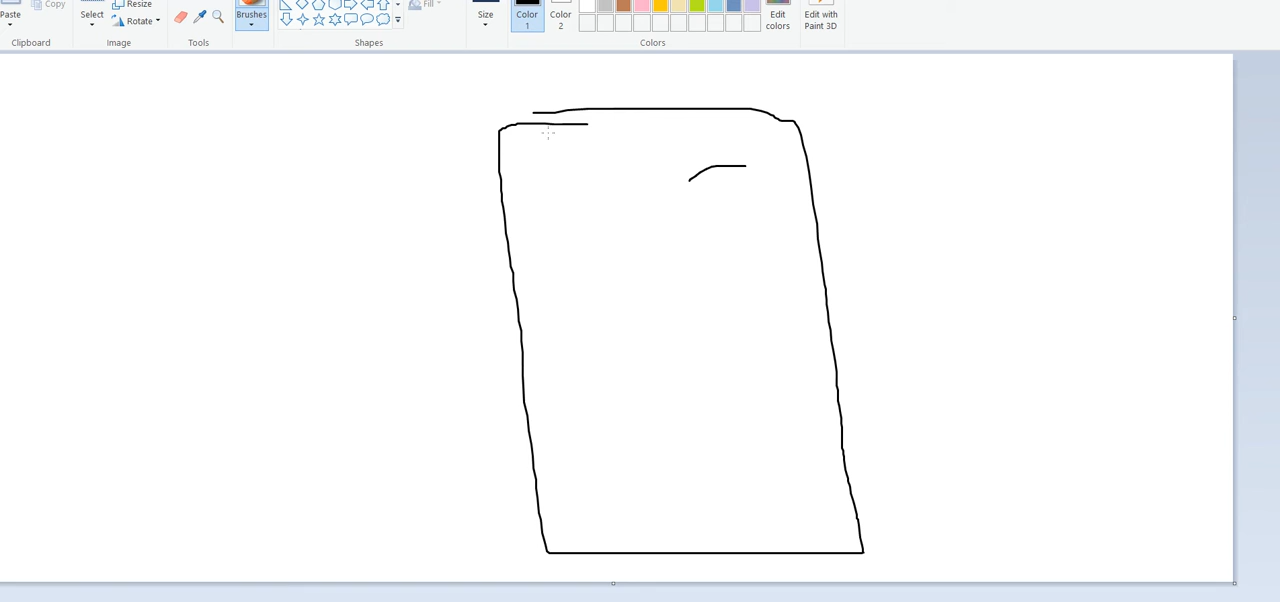 Paste
Copy
Select
Resize
Rotate
Brushes
Fill
Size
Color 1
Color 2
Edit colors
Edit with Paint 3D
Clipboard
Image
Tools
Shapes
Colors